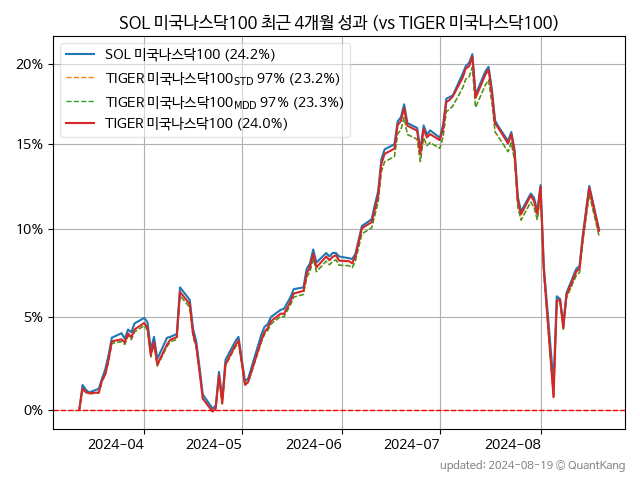 SOL 미국나스닥100 최근 4개월 성과 (vs TIGER 미국나스닥100)
SOL 미국나스닥100 (24.2%)
TIGER 미국나스닥100STD 97% (23.2%)
TIGER 미국나스닥100MDD 97% (23.3%)
TIGER 미국나스닥100 (24.0%)
20%
15%
10%
5%
0%
2024-04 2024-05 2024-06 2024-07 2024-08
updated: 2024-08-19 © QuantKang